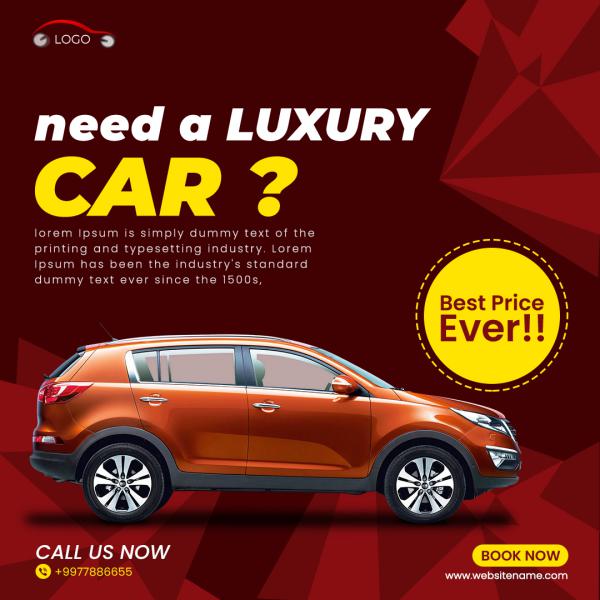 LOGO
need a LUXURY
CAR ?
lorem Ipsum is simply dummy text of the
printing and typesetting industry. Lorem
Ipsum has been the industry's standard
dummy text ever since the 1500s,
Best Price
Ever!!
CALL US NOW
+9977886655
BOOK NOW
www.websitename.com